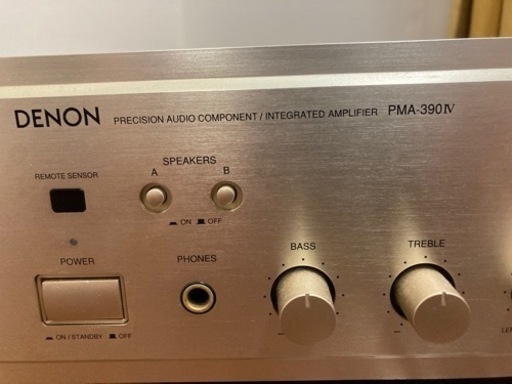 DENON PRECISION AUDIO COMPONENT / INTEGRATED AMPLIFIER PMA-390IV
SPEAKERS
REMOTE SENSOR
A B
ON OFF
BASS TREBLE
POWER PHONES
ON / STANDBY OFF